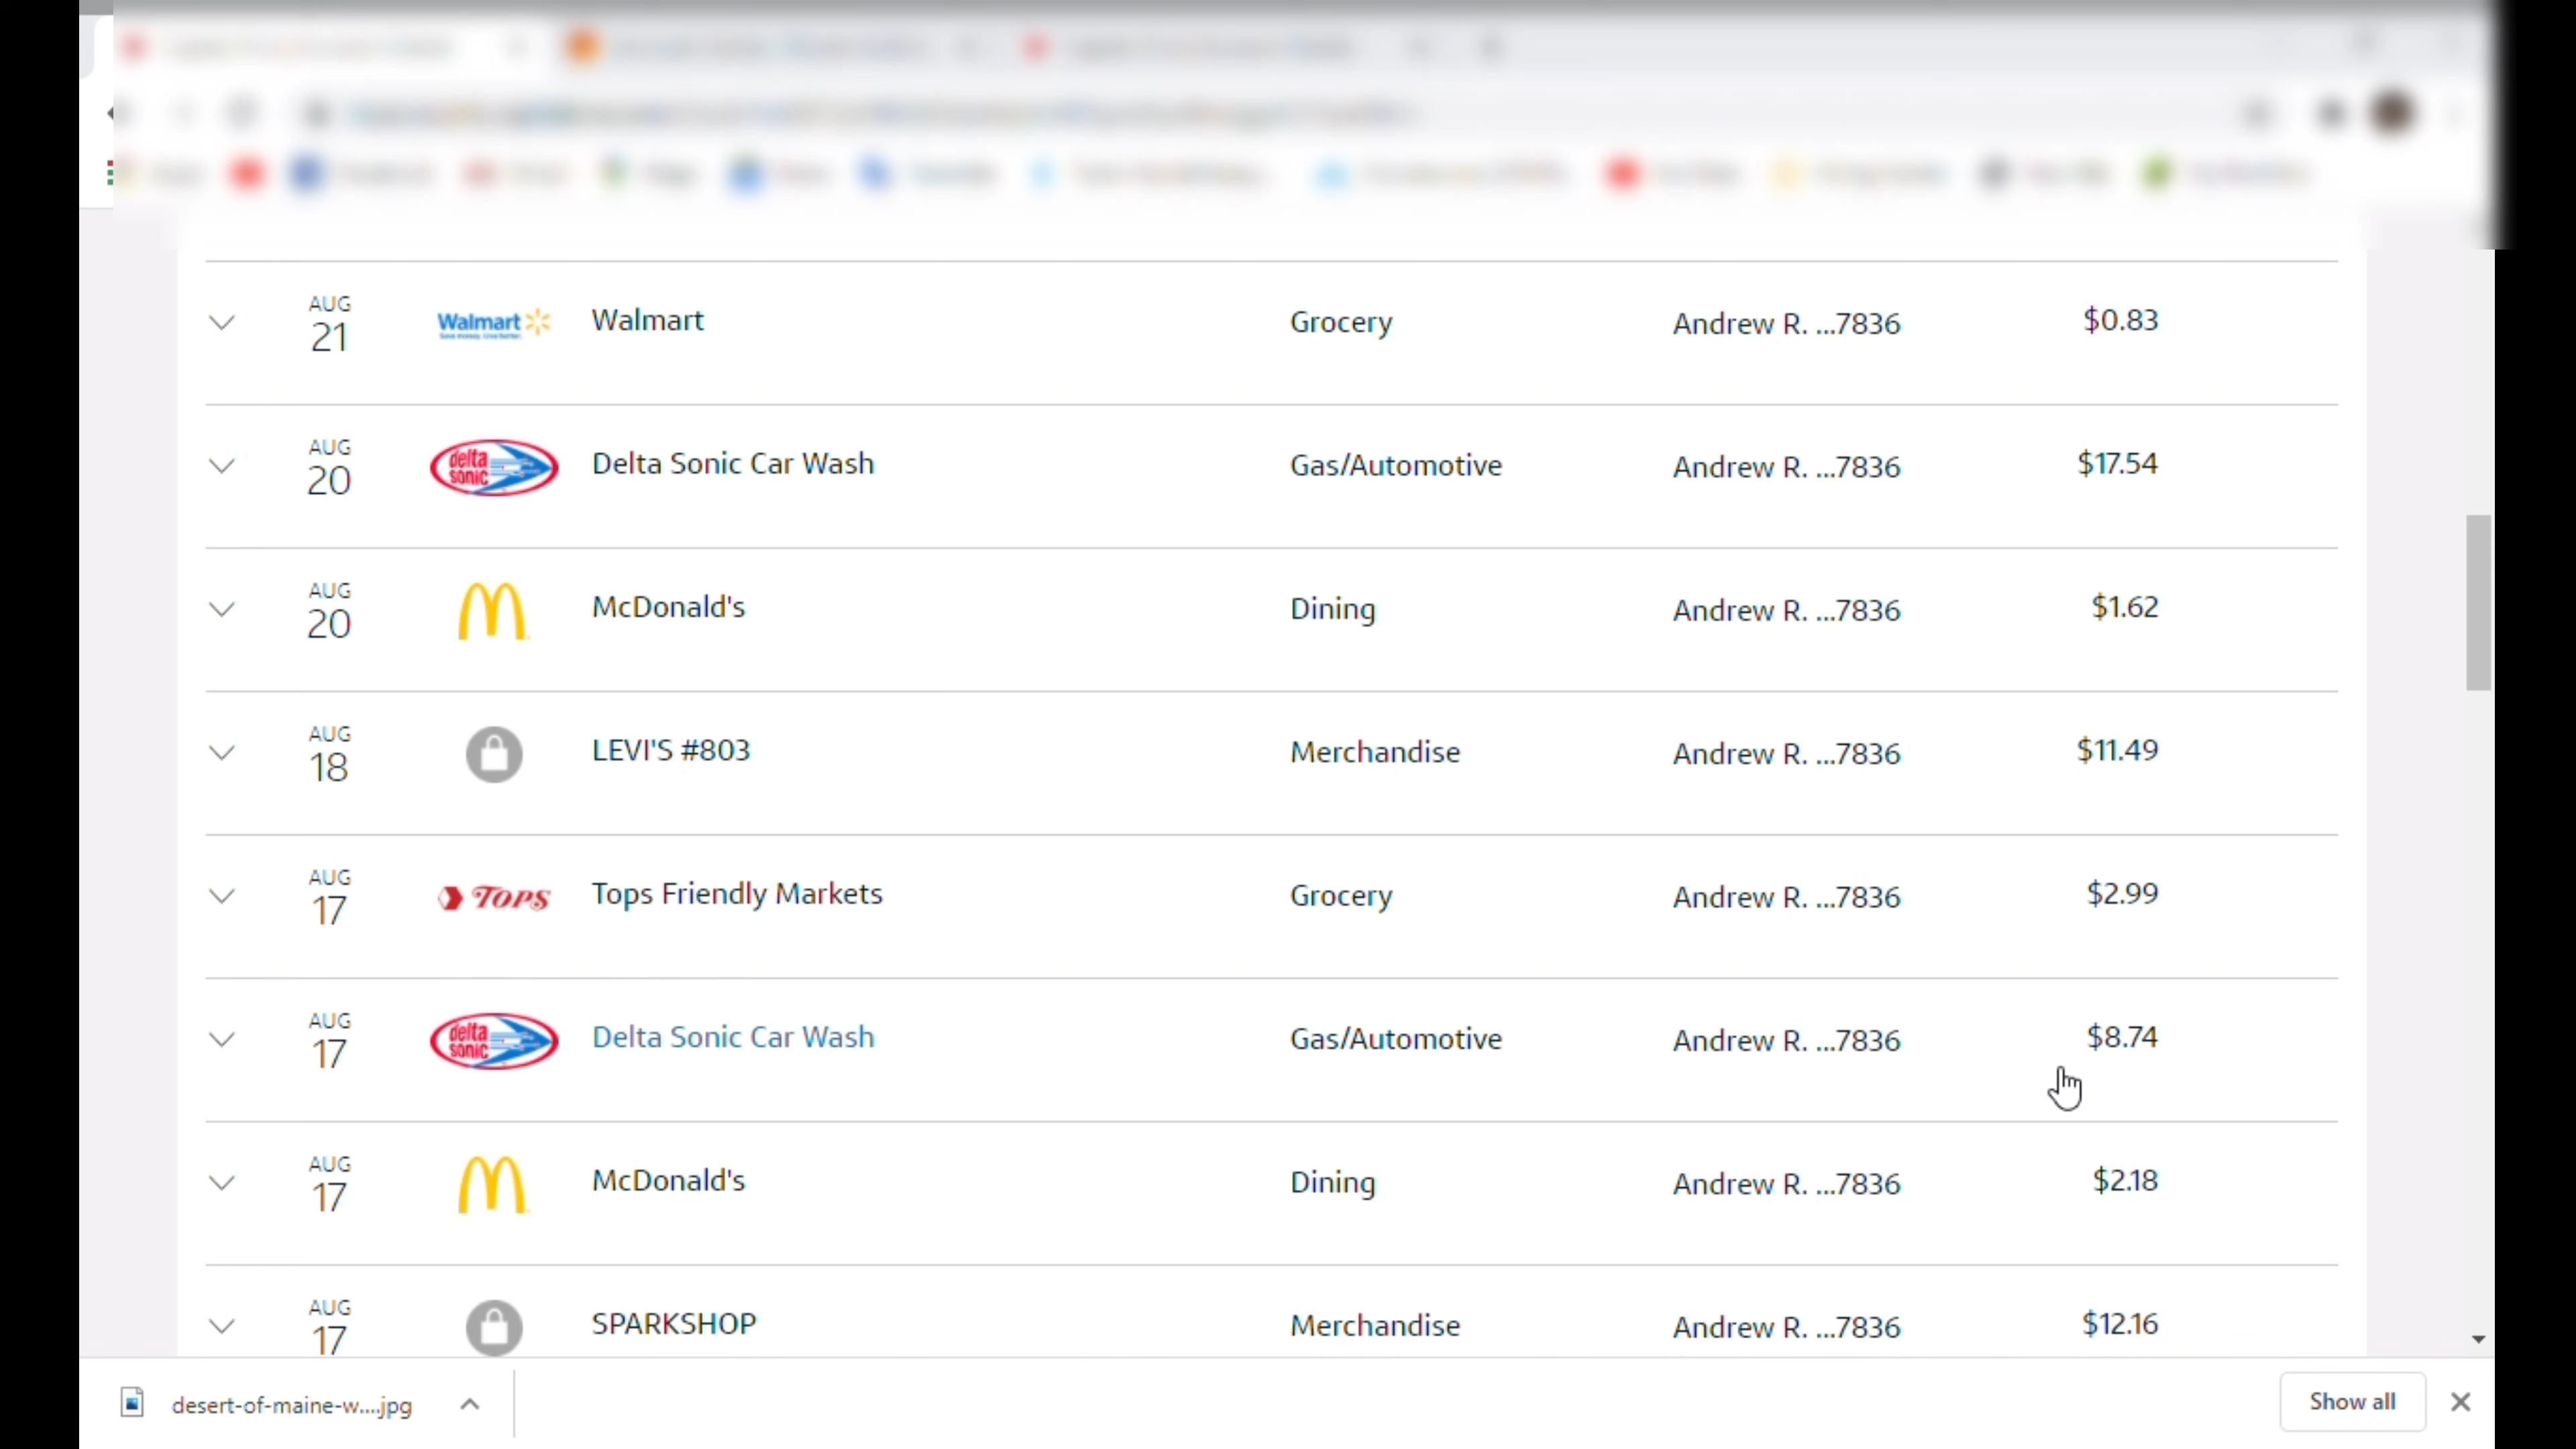 AUG
21
Walmart
Walmart
Grocery
Andrew R. ...7836
$0.83
AUG
20
delta sonic
Delta Sonic Car Wash
Gas/Automotive
Andrew R. ...7836
$17.54
AUG
20
McDonald's
Dining
Andrew R. ...7836
$1.62
AUG
18
LEVI'S #803
Merchandise
Andrew R. ...7836
$11.49
AUG
17
TOPS
Tops Friendly Markets
Grocery
Andrew R. ...7836
$2.99
AUG
17
delta sonic
Delta Sonic Car Wash
Gas/Automotive
Andrew R. ...7836
$8.74
AUG
17
McDonald's
Dining
Andrew R. ...7836
$2.18
AUG
17
SPARKSHOP
Merchandise
Andrew R. ...7836
$12.16
desert-of-maine-w....jpg
Show all